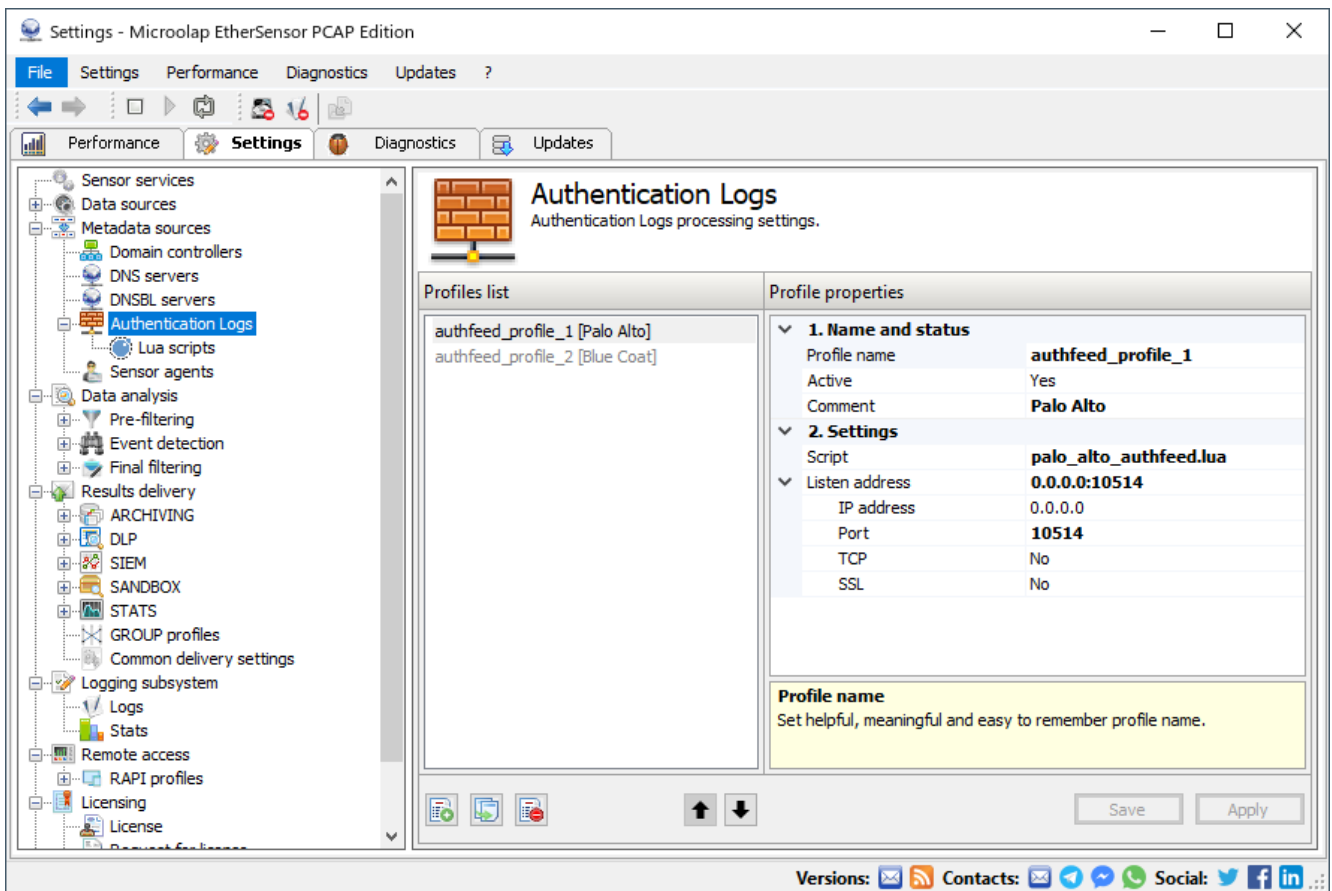 Settings - Microolap EtherSensor PCAP Edition
File Settings Performance Diagnostics Updates ?
Performance Settings Diagnostics Updates
Sensor services
Data sources
Metadata sources
Domain controllers
DNS servers
DNSBL servers
Authentication Logs
Lua scripts
Sensor agents
Data analysis
Pre-filtering
Event detection
Final filtering
Results delivery
ARCHIVING
DLP
SIEM
SANDBOX
STATS
GROUP profiles
Common delivery settings
Logging subsystem
Logs
Stats
Remote access
RAPI profiles
Licensing
License
Request for license
Authentication Logs
Authentication Logs processing settings.
Profiles list
authfeed_profile_1 [Palo Alto]
authfeed_profile_2 [Blue Coat]
Profile properties
1. Name and status
Profile name authfeed_profile_1
Active Yes
Comment Palo Alto
2. Settings
Script palo_alto_authfeed.lua
Listen address 0.0.0.0:10514
IP address 0.0.0.0
Port 10514
TCP No
SSL No
Profile name
Set helpful, meaningful and easy to remember profile name.
Save Apply
Versions: Contacts: Social: